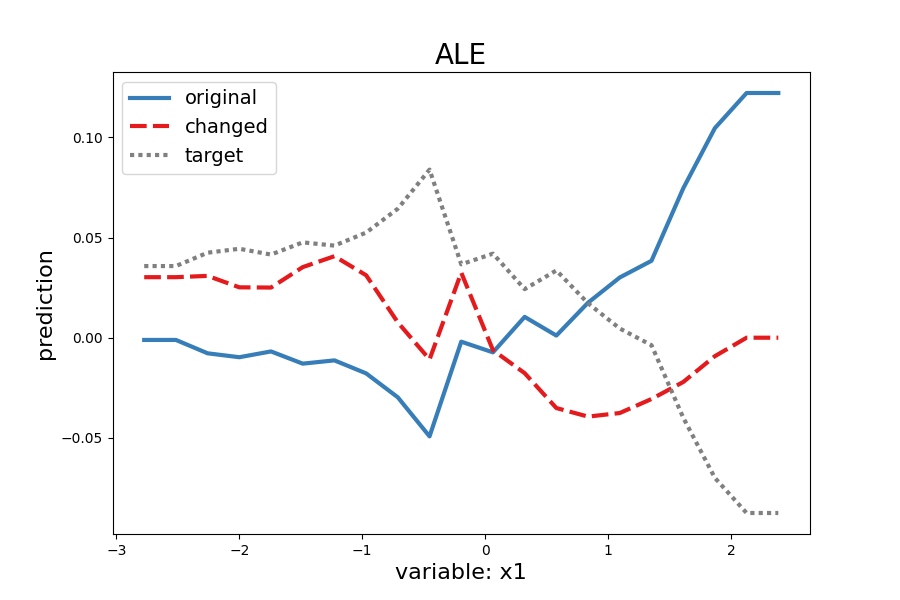 ALE
original
changed
target
prediction
0.10
0.05
0.00
−0.05
−3
−2
−1
0
1
2
variable: x1